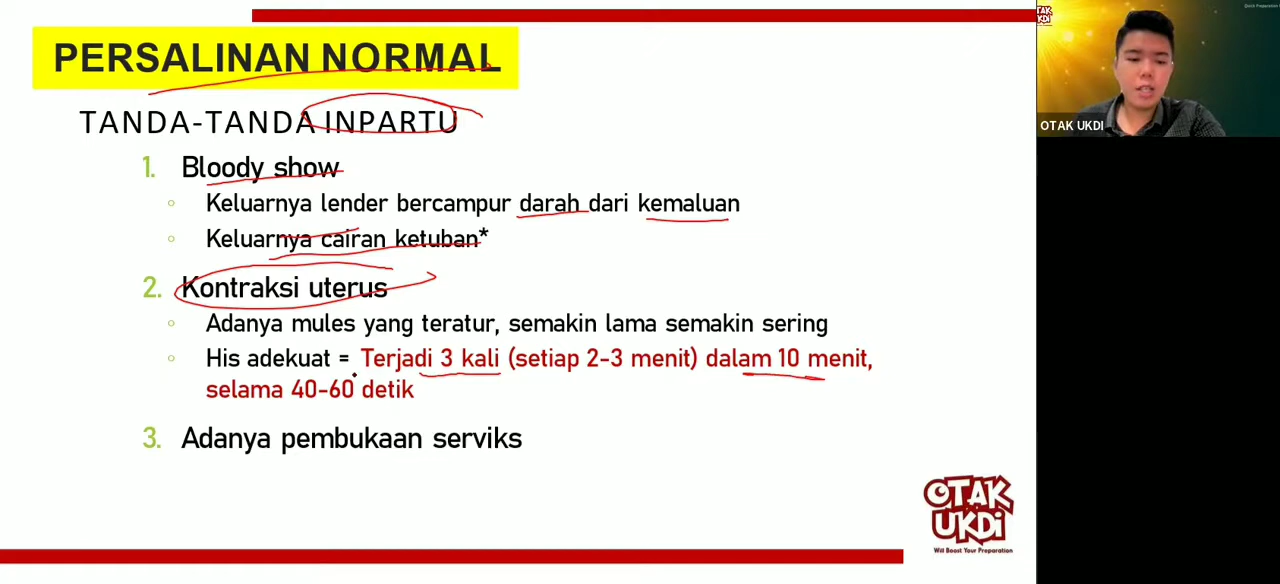 PERSALINAN NORMAL
TANDA-TANDA INPARTU
1. Bloody show
Keluarnya lender bercampur darah dari kemaluan
Keluarnya cairan ketuban*
2. Kontraksi uterus
Adanya mules yang teratur, semakin lama semakin sering
His adekuat = Terjadi 3 kali (setiap 2-3 menit) dalam 10 menit,
selama 40-60 detik
3. Adanya pembukaan serviks
OTAK
UKDI
Will Boost Your Preparation
OTAK UKDI